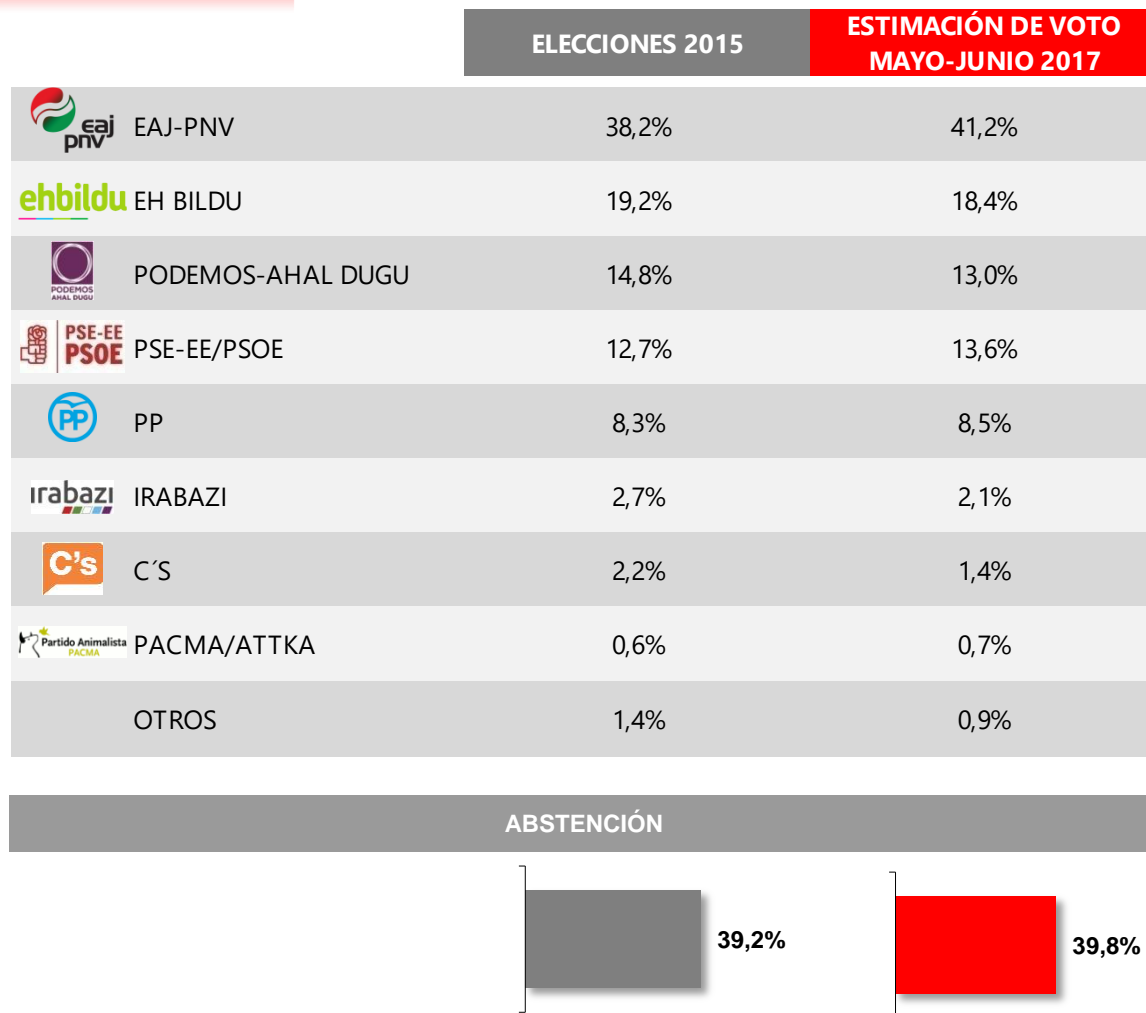 ELECCIONES 2015
ESTIMACIÓN DE VOTO
MAYO-JUNIO 2017
eaj
pnv
EAJ-PNV 38,2% 41,2%
ehbildu EH BILDU 19,2% 18,4%
PODEMOS
AHAL DUGU
PODEMOS-AHAL DUGU 14,8% 13,0%
PSE-EE
PSOE
PSE-EE/PSOE 12,7% 13,6%
PP PP 8,3% 8,5%
ırabazı IRABAZI 2,7% 2,1%
C's C´S 2,2% 1,4%
Partido Animalista
PACMA
PACMA/ATTKA 0,6% 0,7%
OTROS 1,4% 0,9%
ABSTENCIÓN
39,2% 39,8%